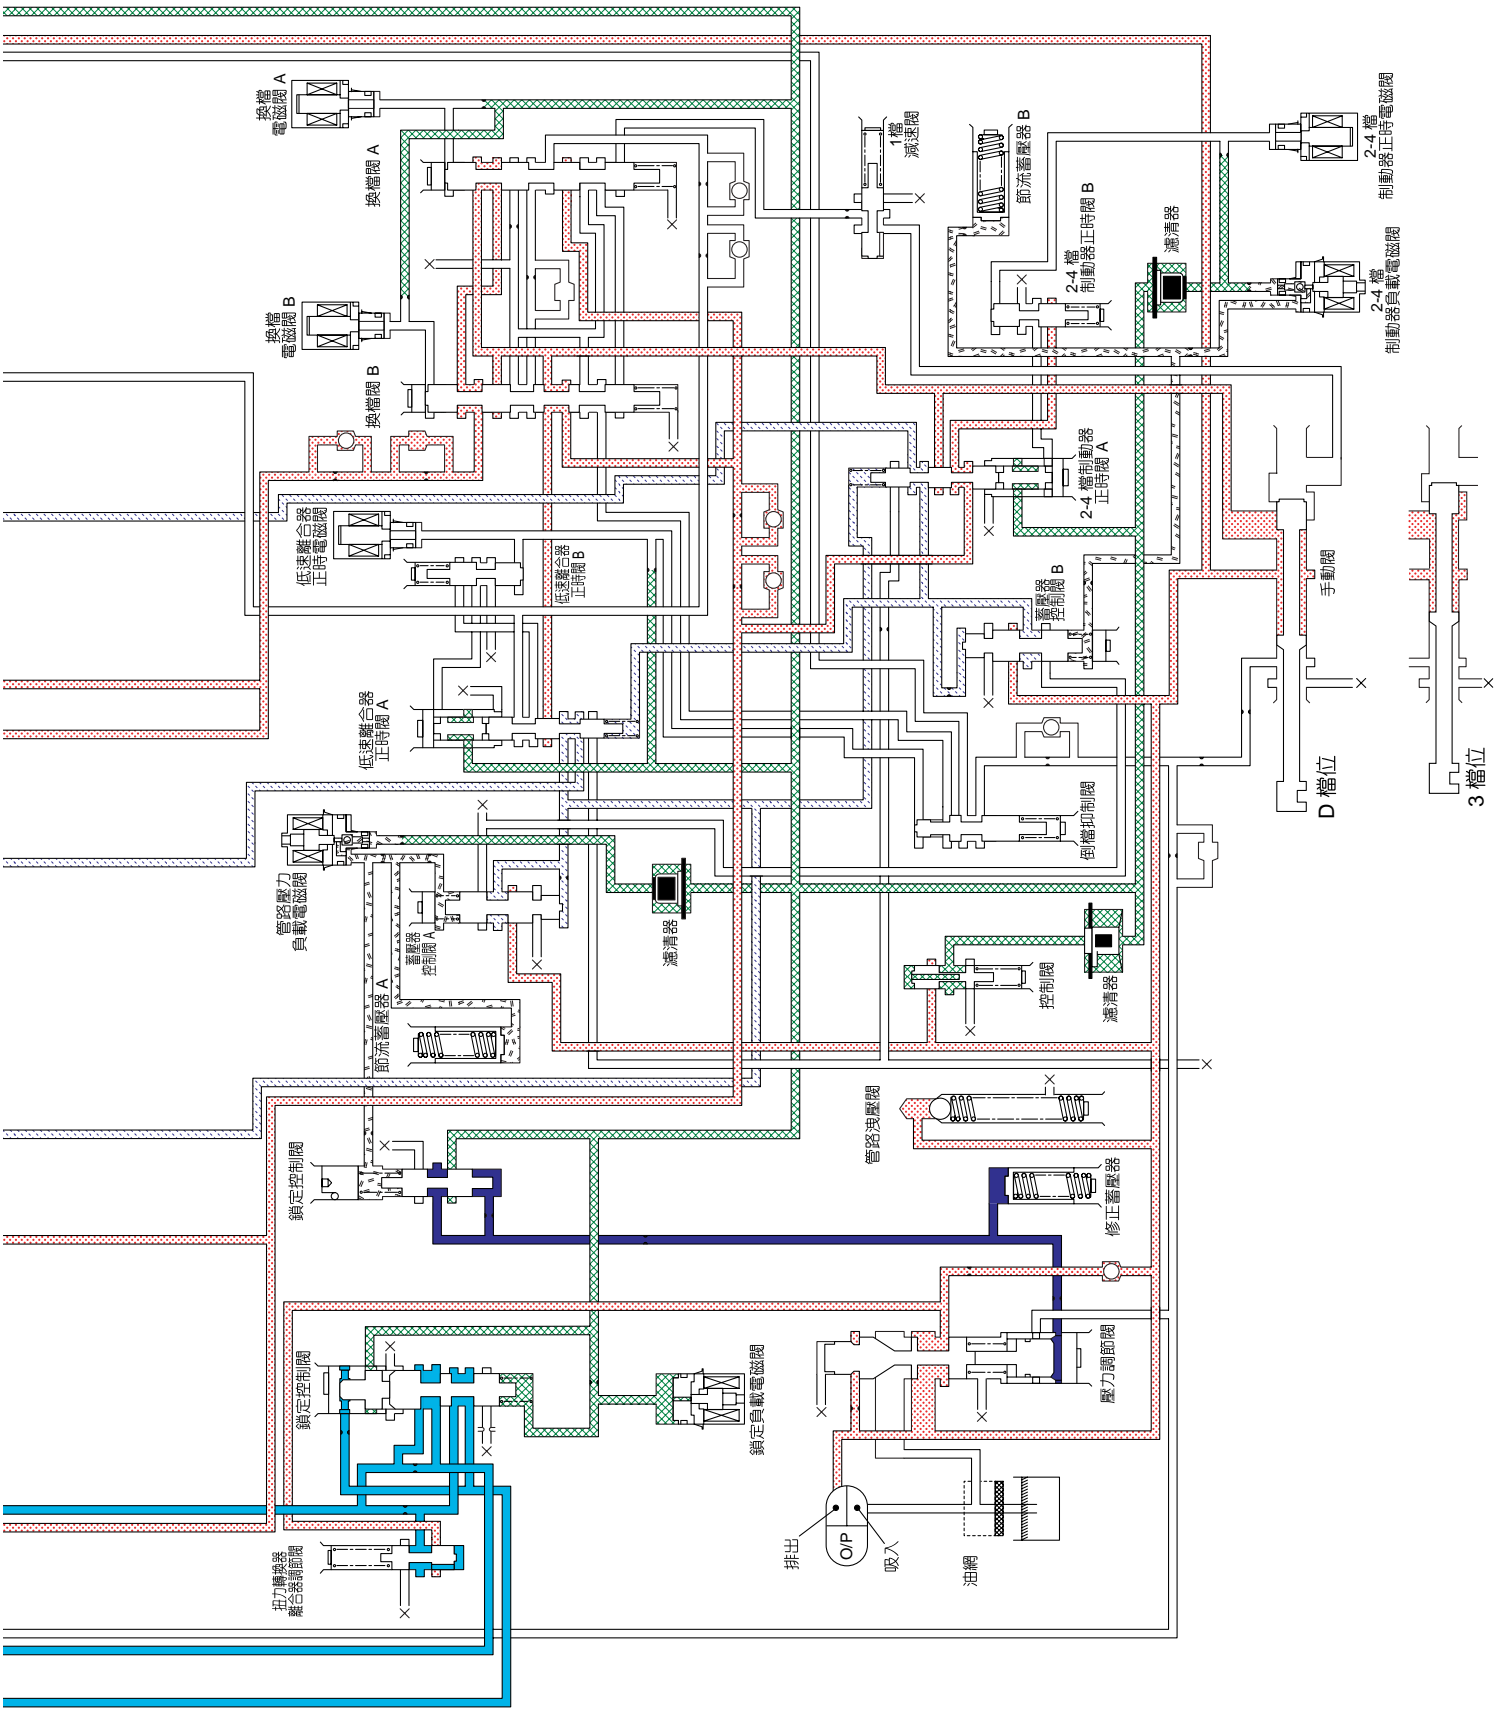 換檔
電磁閥 A
換檔閥 A
換檔
電磁閥 B
換檔閥 B
1檔
減速閥
節流蓄壓器 B
2-4 檔
制動器正時閥 B
濾清器
2-4 檔
制動器正時電磁閥
2-4 檔
制動器負載電磁閥
低速離合器
正時電磁閥
低速離合器
正時閥 B
2-4 檔制動器
正時閥 A
蓄壓器
控制閥 B
手動閥
低速離合器
正時閥 A
倒檔抑制閥
D 檔位
3 檔位
管路壓力
負載電磁閥
蓄壓器
控制閥 A
濾清器
節流蓄壓器 A
控制閥
濾清器
管路洩壓閥
鎖定控制閥
修正蓄壓器
鎖定控制閥
鎖定負載電磁閥
壓力調節閥
扭力轉換器
離合器調節閥
排出
O/P
吸入
油網